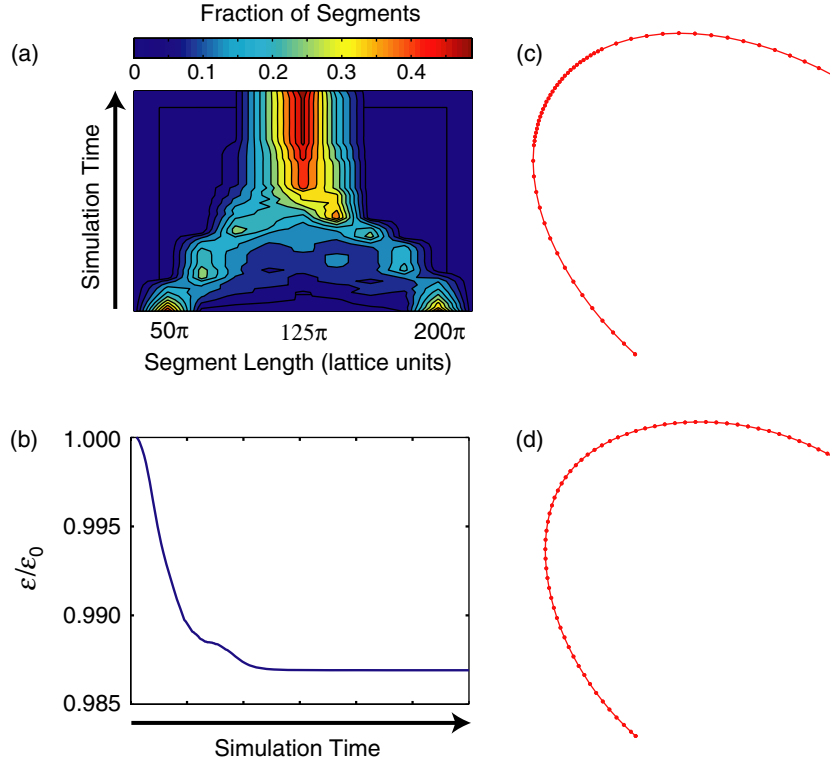 Fraction of Segments
(a)
0 0.1 0.2 0.3 0.4
Simulation Time
50π 125π 200π
Segment Length (lattice units)
(b)
1.000
0.995
0.990
0.985
ε/ε₀
Simulation Time
(c)
(d)